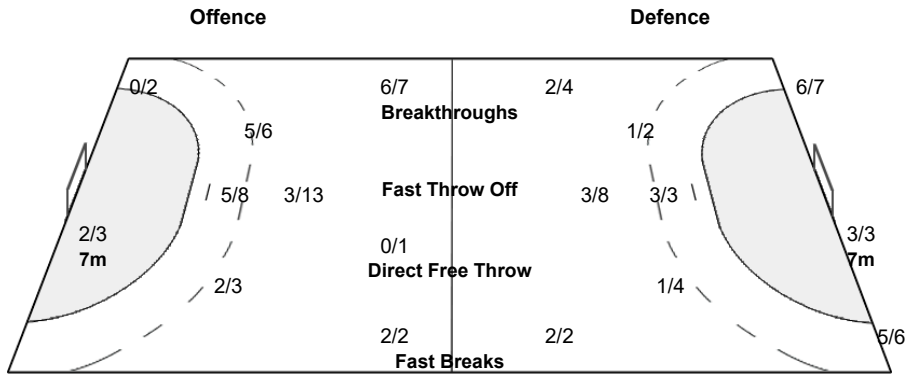 Offence Defence
0/2 6/7 2/4 6/7
Breakthroughs
5/6 1/2
5/8 3/13 Fast Throw Off 3/8 3/3
2/3 0/1 3/3
7m Direct Free Throw 7m
2/3 1/4
2/2 2/2 5/6
Fast Breaks